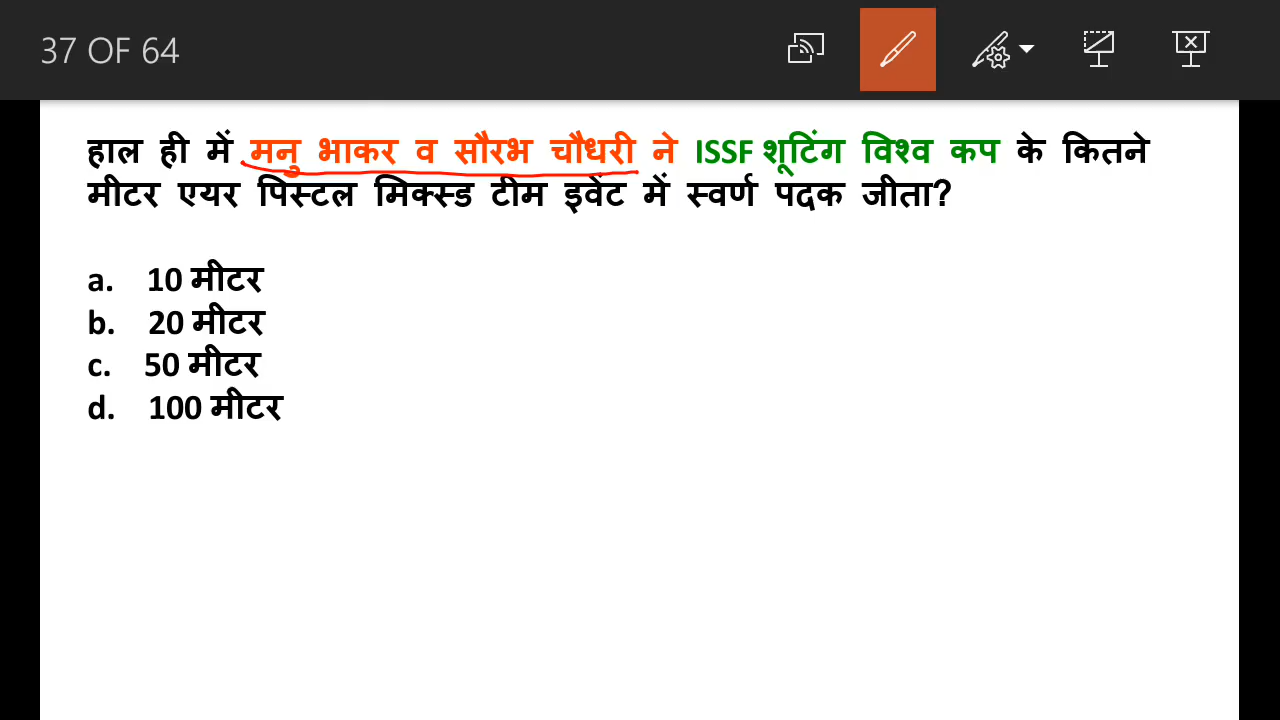 37 OF 64
हाल ही में मनु भाकर व सौरभ चौधरी ने ISSF शूटिंग विश्व कप के कितने
मीटर एयर पिस्टल मिक्स्ड टीम इवेंट में स्वर्ण पदक जीता?
a. 10 मीटर
b. 20 मीटर
c. 50 मीटर
d. 100 मीटर